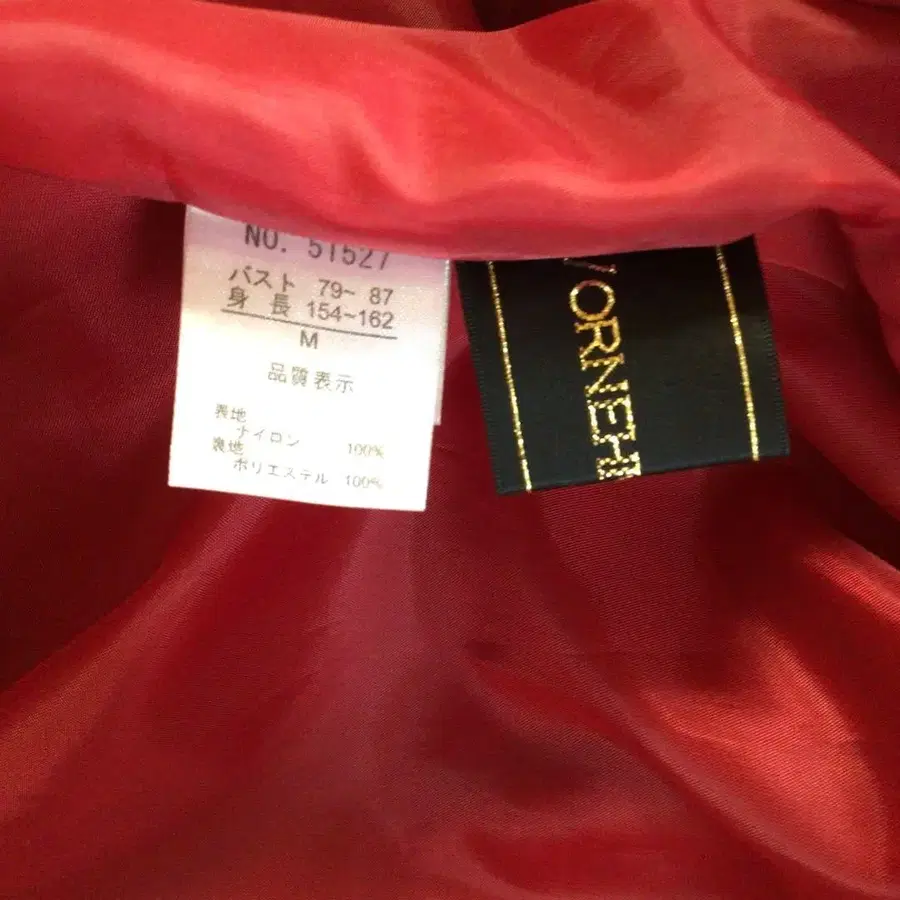 NO. 51527
バスト 79~ 87
身 長 154~162
M
品質表示
表地
ナイロン 100%
裏地
ポリエステル 100%